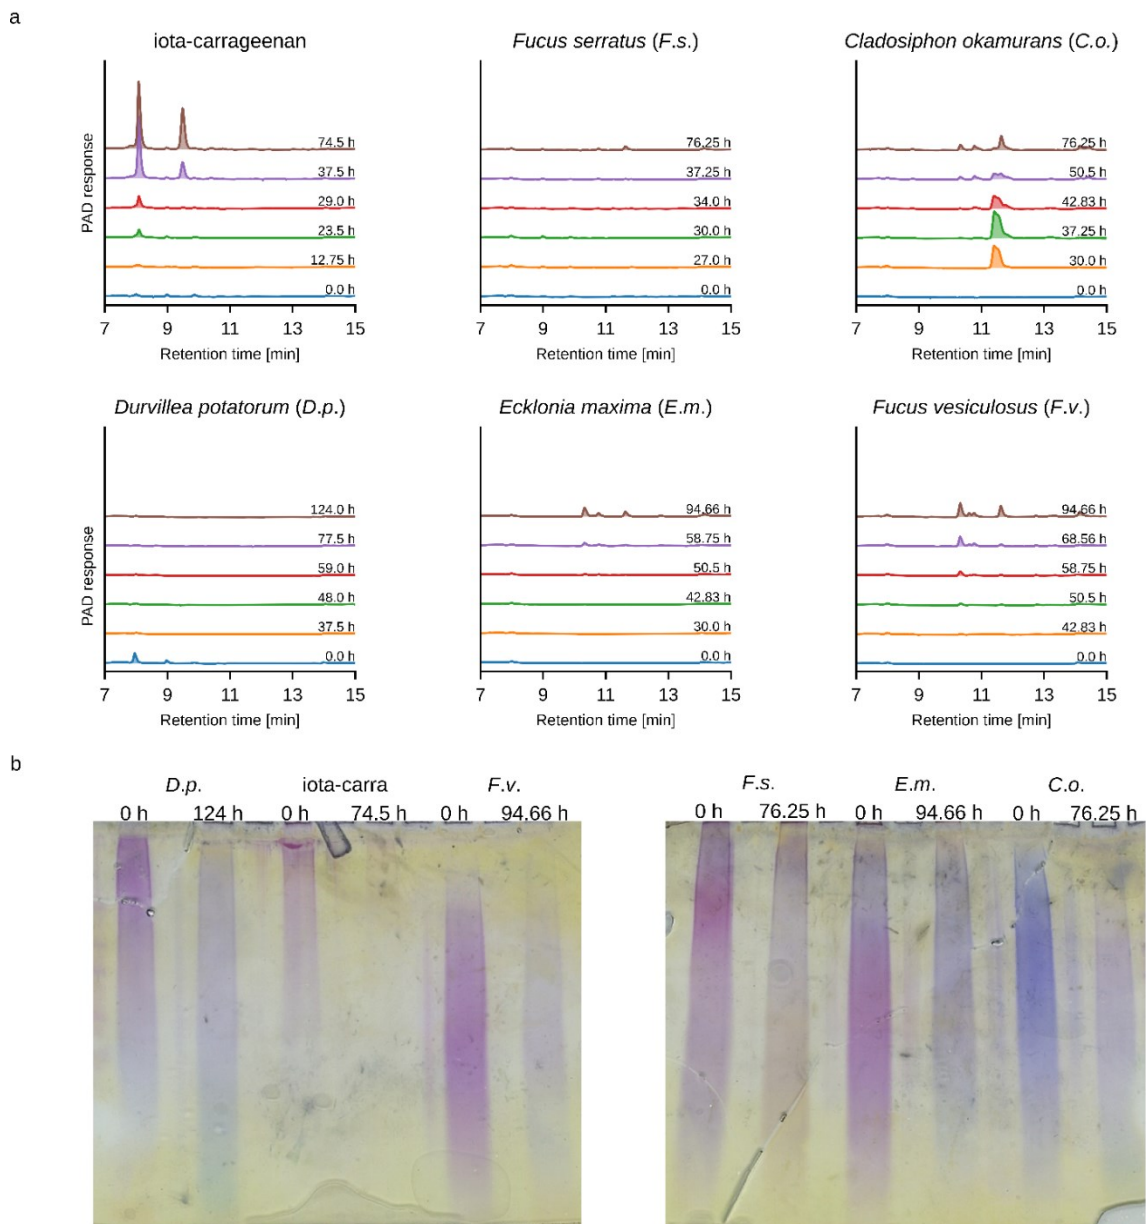 a
iota-carrageenan
Fucus serratus (F.s.)
Cladosiphon okamurans (C.o.)
PAD response
74.5 h
37.5 h
29.0 h
23.5 h
12.75 h
0.0 h
7 9 11 13 15
Retention time [min]
76.25 h
37.25 h
34.0 h
30.0 h
27.0 h
0.0 h
7 9 11 13 15
Retention time [min]
76.25 h
50.5 h
42.83 h
37.25 h
30.0 h
0.0 h
7 9 11 13 15
Retention time [min]
Durvillea potatorum (D.p.)
Ecklonia maxima (E.m.)
Fucus vesiculosus (F.v.)
PAD response
124.0 h
77.5 h
59.0 h
48.0 h
37.5 h
0.0 h
7 9 11 13 15
Retention time [min]
94.66 h
58.75 h
50.5 h
42.83 h
30.0 h
0.0 h
7 9 11 13 15
Retention time [min]
94.66 h
68.56 h
58.75 h
50.5 h
42.83 h
0.0 h
7 9 11 13 15
Retention time [min]
b
D.p. iota-carra F.v.
0 h 124 h 0 h 74.5 h 0 h 94.66 h
F.s. E.m. C.o.
0 h 76.25 h 0 h 94.66 h 0 h 76.25 h